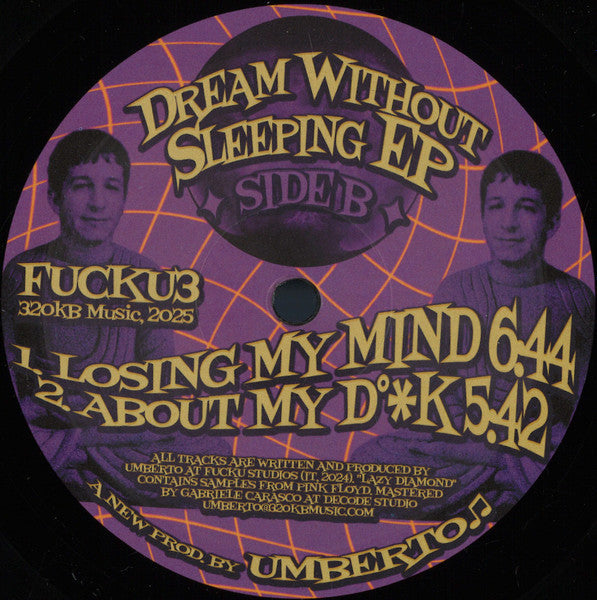 DREAM WITHOUT
SLEEPING EP
SIDE B
FUCKU3
320KB MUSIC, 2025
1. LOSING MY MIND 6.44
2. ABOUT MY D°*K 5.42
ALL TRACKS ARE WRITTEN AND PRODUCED BY
UMBERTO AT FUCKU STUDIOS (IT, 2024), "LAZY DIAMOND"
CONTAINS SAMPLES FROM PINK FLOYD, MASTERED
BY GABRIELE CARASCO AT DECODE STUDIO
UMBERTO@320KBMUSIC.COM
A NEW PROD. BY UMBERTO♫